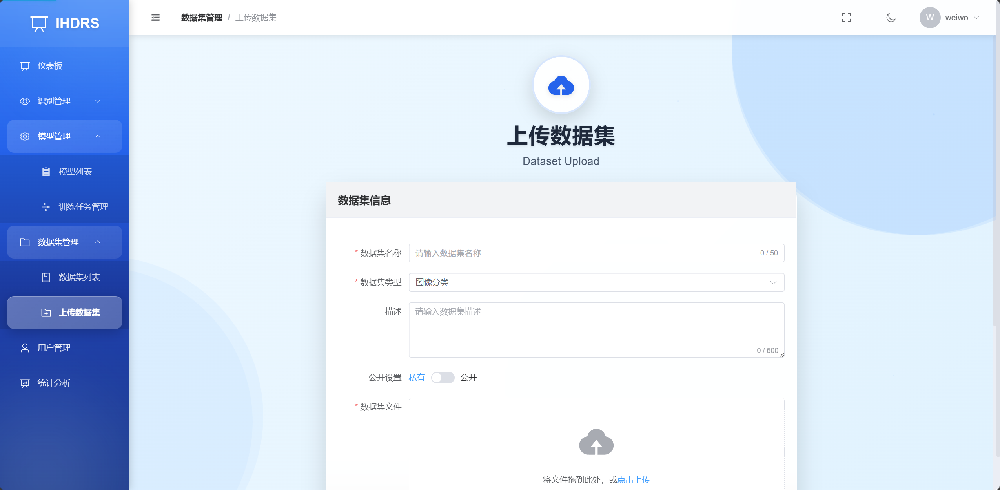 IHDRS
仪表板
识别管理
模型管理
模型列表
训练任务管理
数据集管理
数据集列表
上传数据集
用户管理
统计分析
数据集管理 / 上传数据集
W weiwo
上传数据集
Dataset Upload
数据集信息
* 数据集名称 请输入数据集名称 0 / 50
* 数据集类型 图像分类
描述 请输入数据集描述
0 / 500
公开设置 私有 公开
* 数据集文件
将文件拖到此处，或点击上传